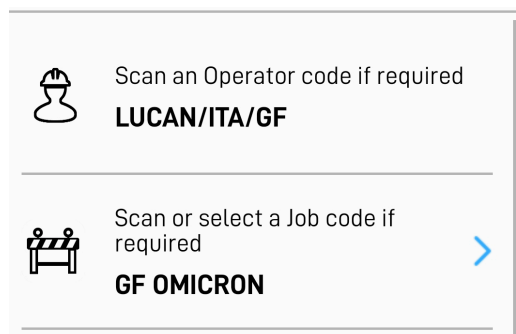 Scan an Operator code if required
LUCAN/ITA/GF
Scan or select a Job code if
required
GF OMICRON